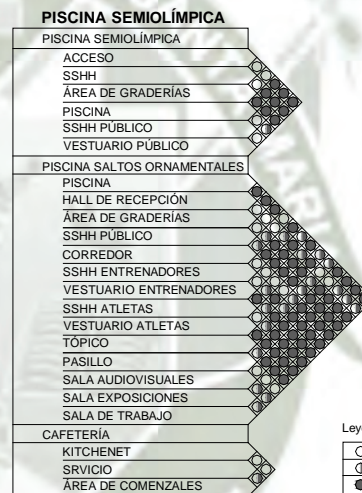 PISCINA SEMIOLÍMPICA
PISCINA SEMIOLÍMPICA
ACCESO
SSHH
ÁREA DE GRADERÍAS
PISCINA
SSHH PÚBLICO
VESTUARIO PÚBLICO
PISCINA SALTOS ORNAMENTALES
PISCINA
HALL DE RECEPCIÓN
ÁREA DE GRADERÍAS
SSHH PÚBLICO
CORREDOR
SSHH ENTRENADORES
VESTUARIO ENTRENADORES
SSHH ATLETAS
VESTUARIO ATLETAS
TÓPICO
PASILLO
SALA AUDIOVISUALES
SALA EXPOSICIONES
SALA DE TRABAJO
Ley
CAFETERÍA
KITCHENET
SRVICIO
ÁREA DE COMENZALES